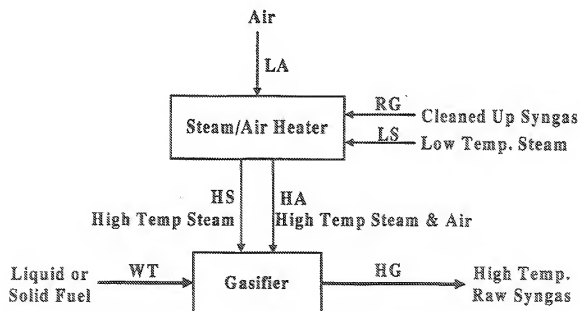 Air
LA
Steam/Air Heater
RG
Cleaned Up Syngas
LS
Low Temp. Steam
HS
HA
High Temp Steam
High Temp Steam & Air
Liquid or
Solid Fuel
WT
Gasifier
HG
High Temp.
Raw Syngas